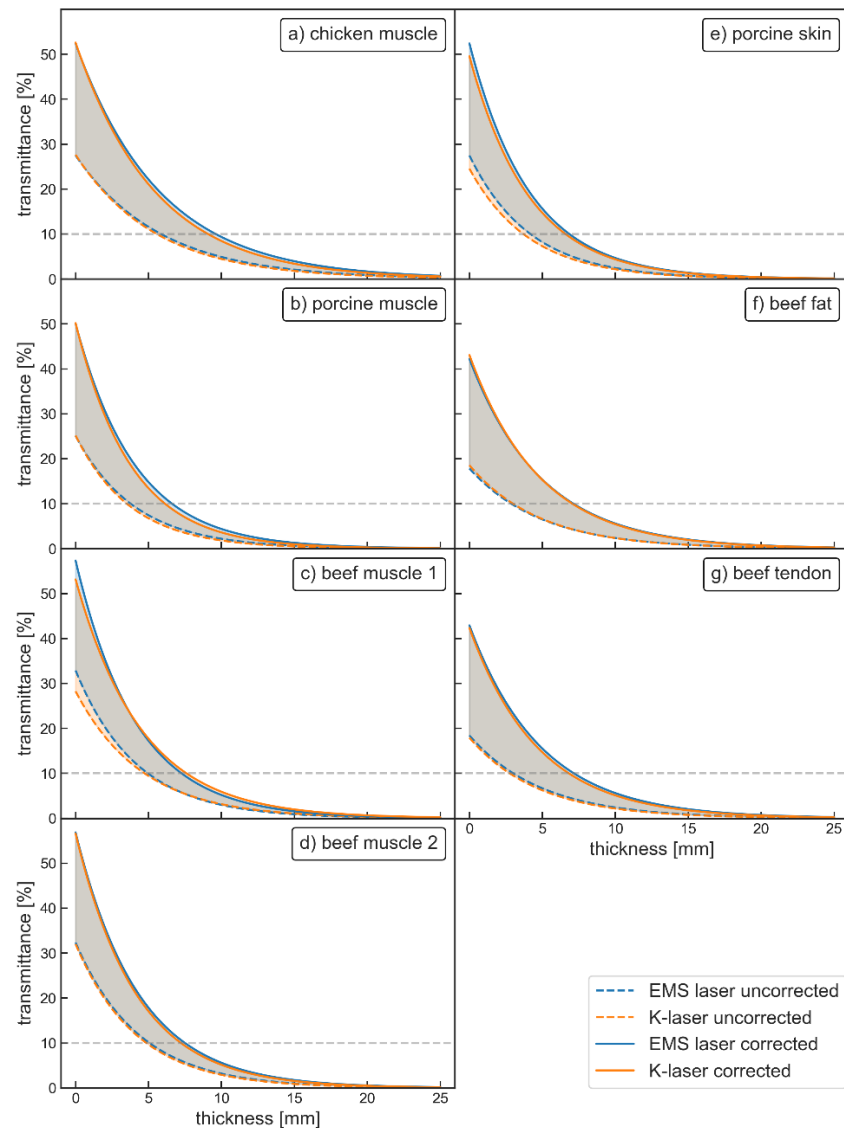 a) chicken muscle
transmittance [%]
50
40
30
20
10
0
b) porcine muscle
transmittance [%]
50
40
30
20
10
0
c) beef muscle 1
transmittance [%]
50
40
30
20
10
0
d) beef muscle 2
transmittance [%]
50
40
30
20
10
0
0 5 10 15 20 25
thickness [mm]
e) porcine skin
f) beef fat
g) beef tendon
0 5 10 15 20 25
thickness [mm]
EMS laser uncorrected
K-laser uncorrected
EMS laser corrected
K-laser corrected